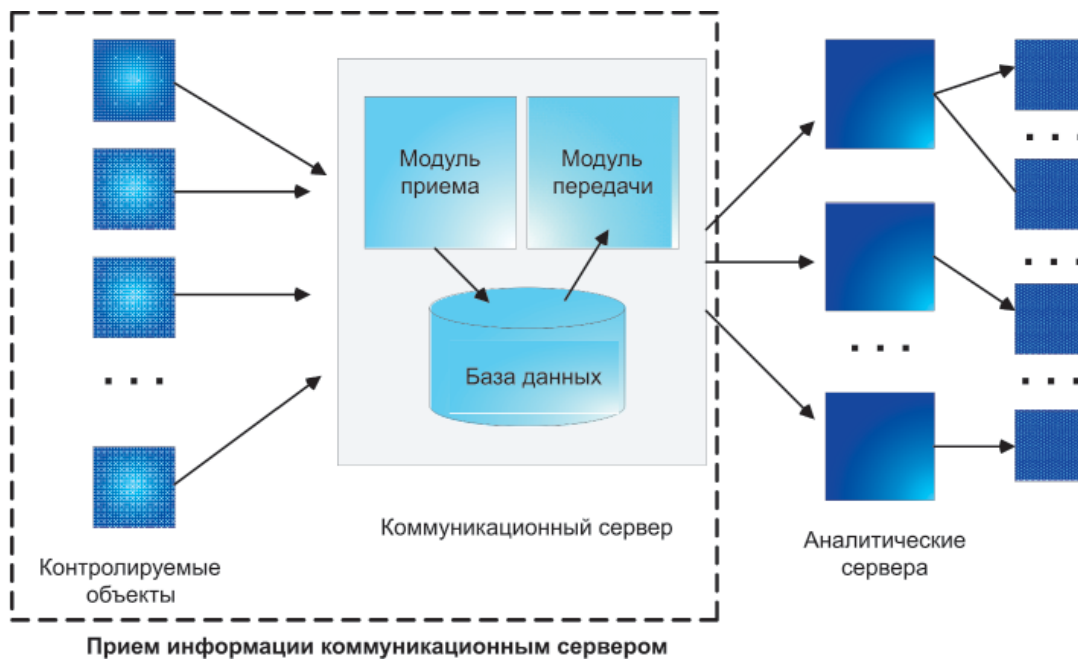 Модуль
приема
Модуль
передачи
База данных
Коммуникационный сервер
Контролируемые
объекты
Аналитические
сервера
Прием информации коммуникационным сервером